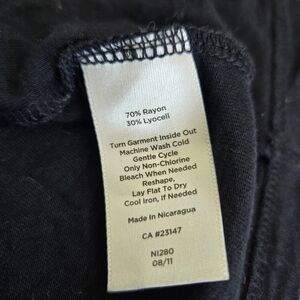 70% Rayon
30% Lyocell
Turn Garment Inside Out
Machine Wash Cold
Gentle Cycle
Only Non-Chlorine
Bleach When Needed
Reshape,
Lay Flat To Dry
Cool Iron, If Needed
Made In Nicaragua
CA #23147
NI280
08/11